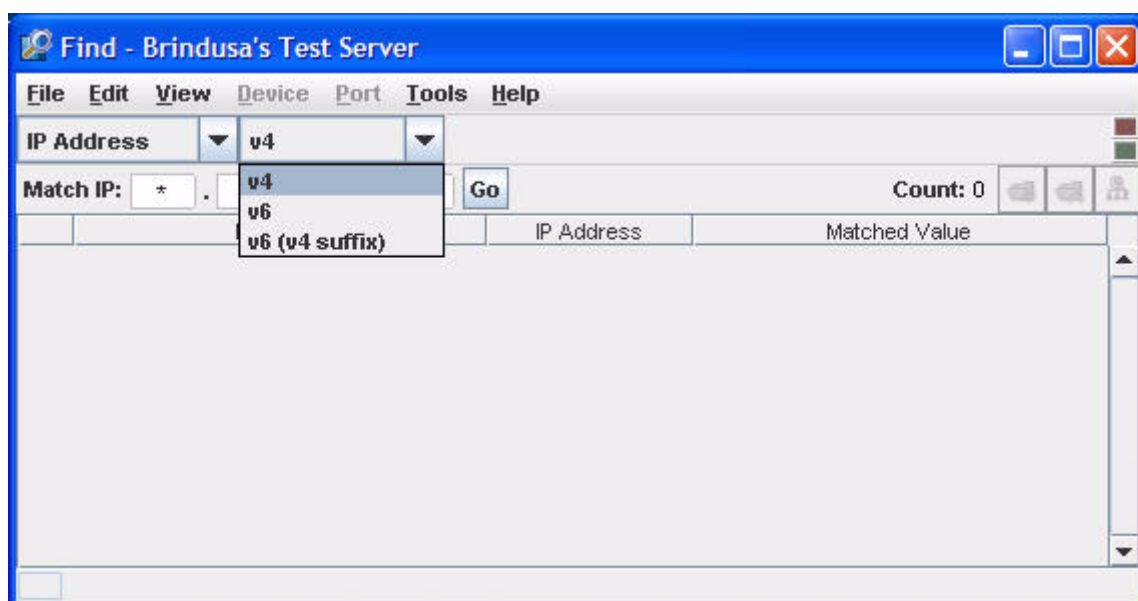 Find - Brindusa's Test Server
File Edit View Device Port Tools Help
IP Address v4
Match IP: * . Go Count: 0
v4
v6
v6 (v4 suffix)
IP Address Matched Value